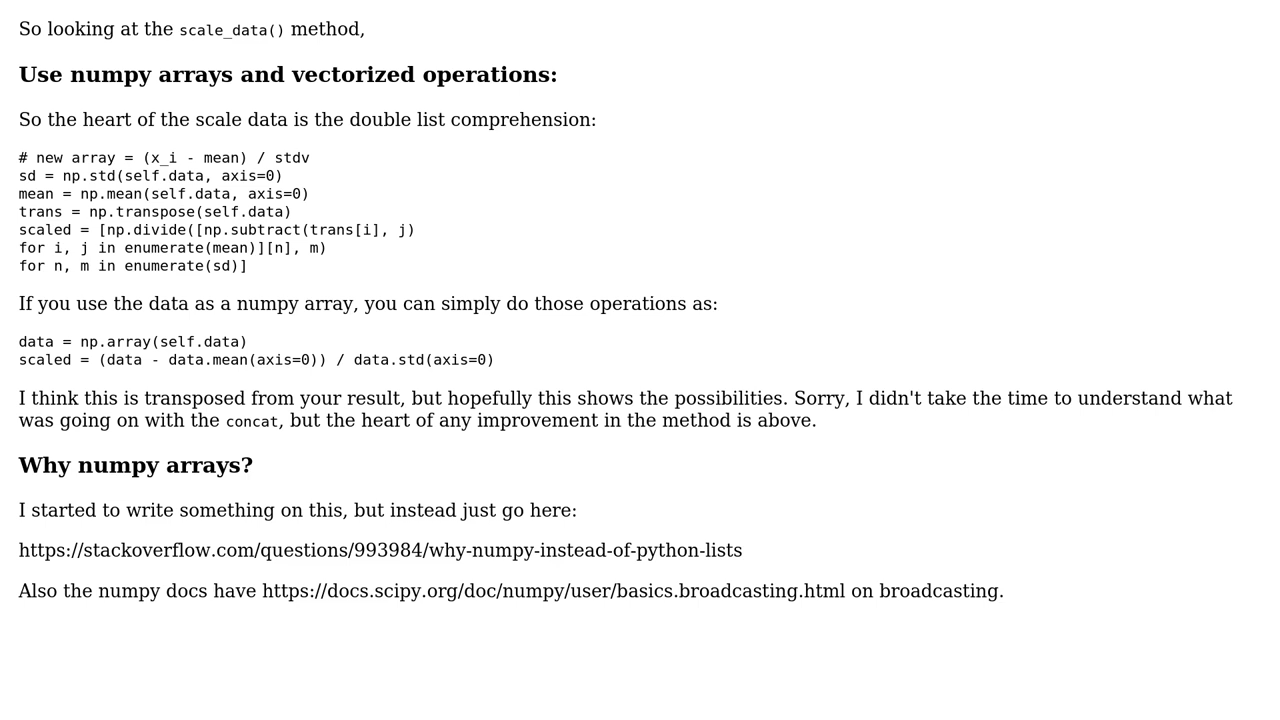 So looking at the scale_data() method,
Use numpy arrays and vectorized operations:
So the heart of the scale data is the double list comprehension:
# new array = (x_i - mean) / stdv
sd = np.std(self.data, axis=0)
mean = np.mean(self.data, axis=0)
trans = np.transpose(self.data)
scaled = [np.divide([np.subtract(trans[i], j)
for i, j in enumerate(mean)][n], m)
for n, m in enumerate(sd)]
If you use the data as a numpy array, you can simply do those operations as:
data = np.array(self.data)
scaled = (data - data.mean(axis=0)) / data.std(axis=0)
I think this is transposed from your result, but hopefully this shows the possibilities. Sorry, I didn't take the time to understand what
was going on with the concat, but the heart of any improvement in the method is above.
Why numpy arrays?
I started to write something on this, but instead just go here:
https://stackoverflow.com/questions/993984/why-numpy-instead-of-python-lists
Also the numpy docs have https://docs.scipy.org/doc/numpy/user/basics.broadcasting.html on broadcasting.